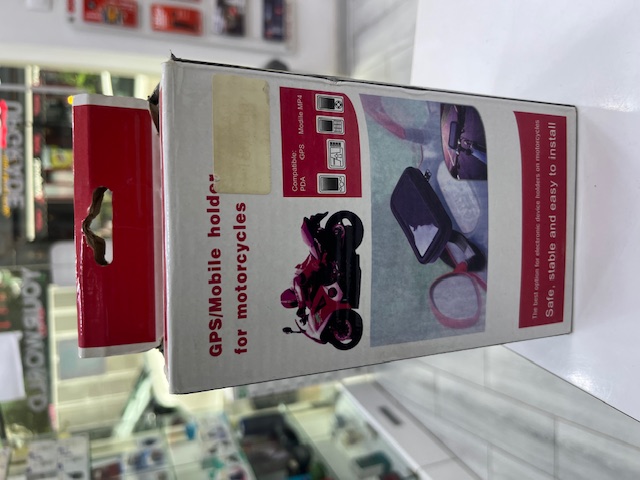 GPS/Mobile holder
for motorcycles
Compatible:
PDA GPS Modile MP4
The best option for electronic device holders on motorcycles
Safe, stable and easy to install